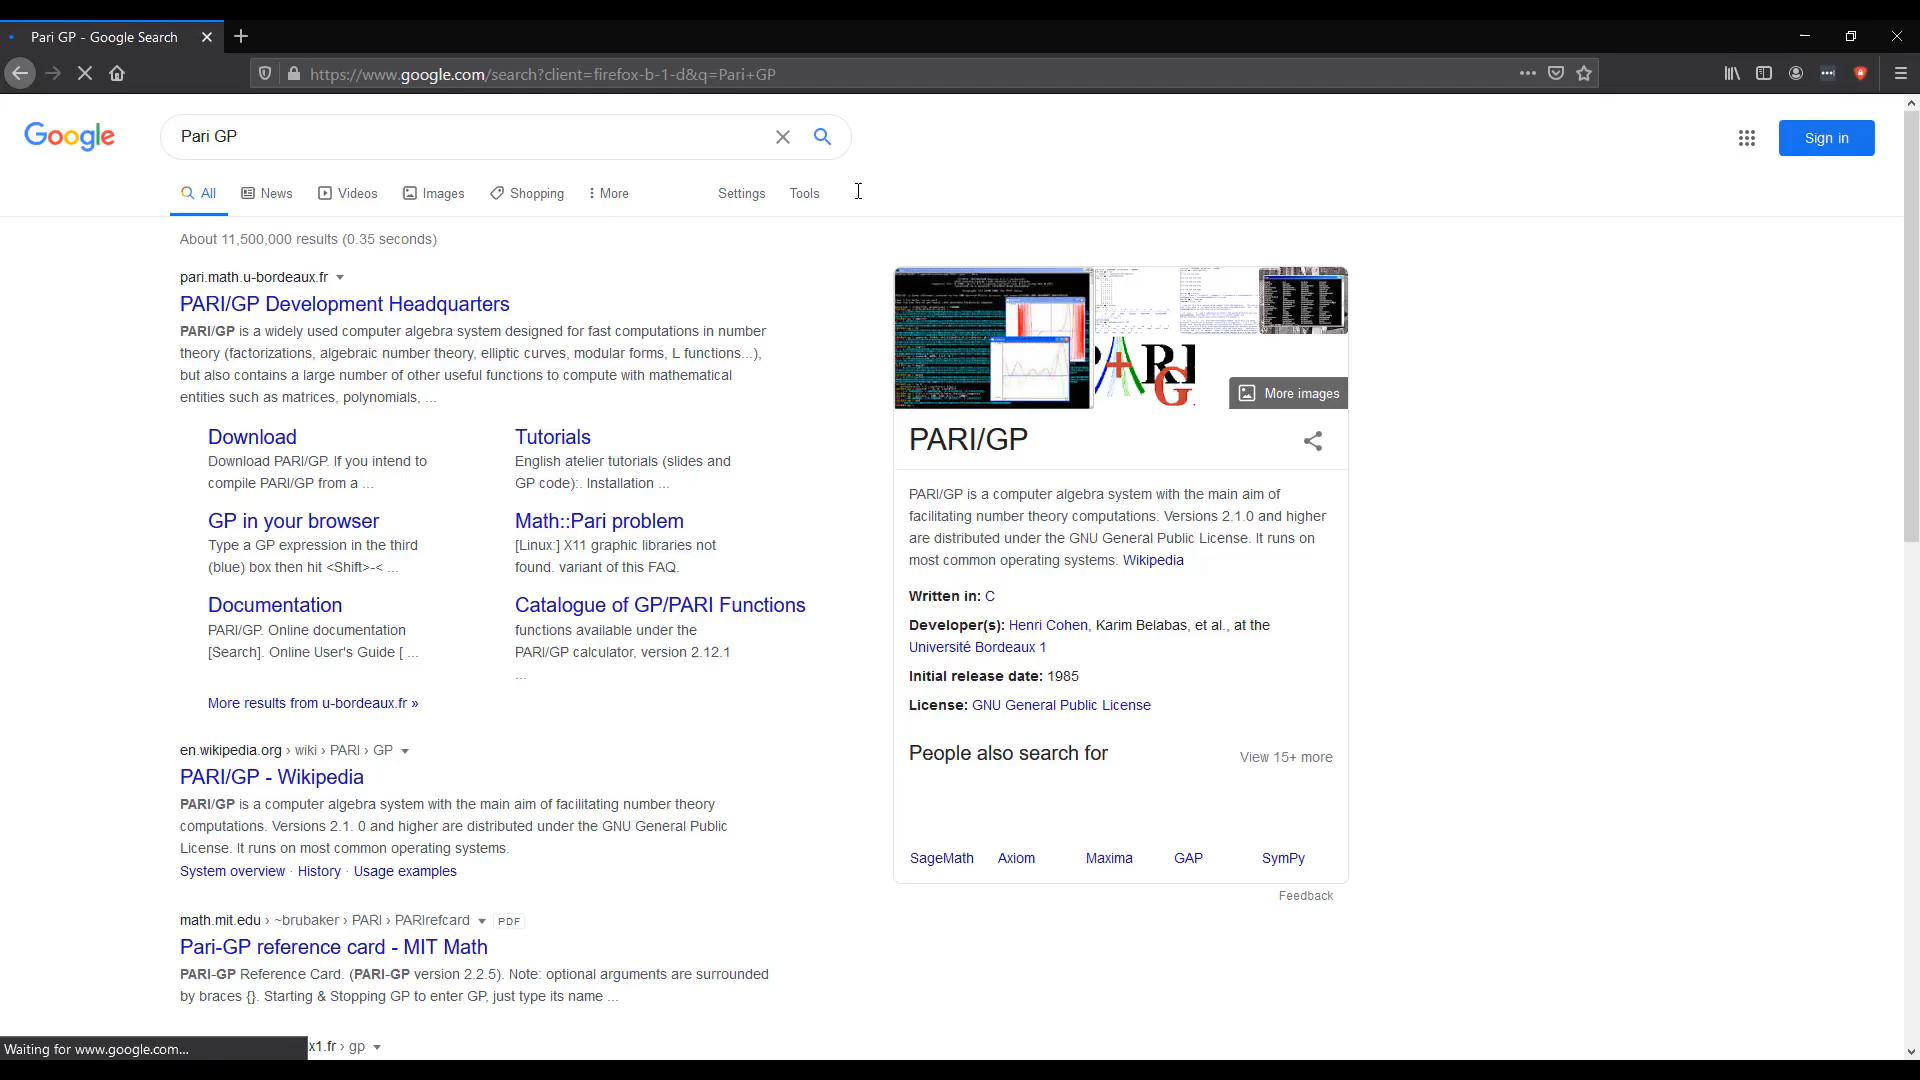 Pari GP - Google Search
https://www.google.com/search?client=firefox-b-1-d&q=Pari+GP
Google
Pari GP
Sign in
All
News
Videos
Images
Shopping
More
Settings
Tools
About 11,500,000 results (0.35 seconds)
pari.math.u-bordeaux.fr
PARI/GP Development Headquarters
PARI/GP is a widely used computer algebra system designed for fast computations in number
theory (factorizations, algebraic number theory, elliptic curves, modular forms, L functions...),
but also contains a large number of other useful functions to compute with mathematical
entities such as matrices, polynomials, ...
Download
Download PARI/GP. If you intend to
compile PARI/GP from a ...
Tutorials
English atelier tutorials (slides and
GP code):. Installation ...
GP in your browser
Type a GP expression in the third
(blue) box then hit <Shift>-< ...
Math::Pari problem
[Linux:] X11 graphic libraries not
found. variant of this FAQ.
Documentation
PARI/GP. Online documentation
[Search]. Online User's Guide [ ...
Catalogue of GP/PARI Functions
functions available under the
PARI/GP calculator, version 2.12.1
...
More results from u-bordeaux.fr »
en.wikipedia.org › wiki › PARI › GP
PARI/GP - Wikipedia
PARI/GP is a computer algebra system with the main aim of facilitating number theory
computations. Versions 2.1. 0 and higher are distributed under the GNU General Public
License. It runs on most common operating systems.
System overview · History · Usage examples
math.mit.edu › ~brubaker › PARI › PARIrefcard
PDF
Pari-GP reference card - MIT Math
PARI-GP Reference Card. (PARI-GP version 2.2.5). Note: optional arguments are surrounded
by braces {}. Starting & Stopping GP to enter GP, just type its name ...
x1.fr › gp
Waiting for www.google.com...
PARI
G
More images
PARI/GP
PARI/GP is a computer algebra system with the main aim of
facilitating number theory computations. Versions 2.1.0 and higher
are distributed under the GNU General Public License. It runs on
most common operating systems. Wikipedia
Written in: C
Developer(s): Henri Cohen, Karim Belabas, et al., at the
Université Bordeaux 1
Initial release date: 1985
License: GNU General Public License
People also search for
View 15+ more
SageMath
Axiom
Maxima
GAP
SymPy
Feedback